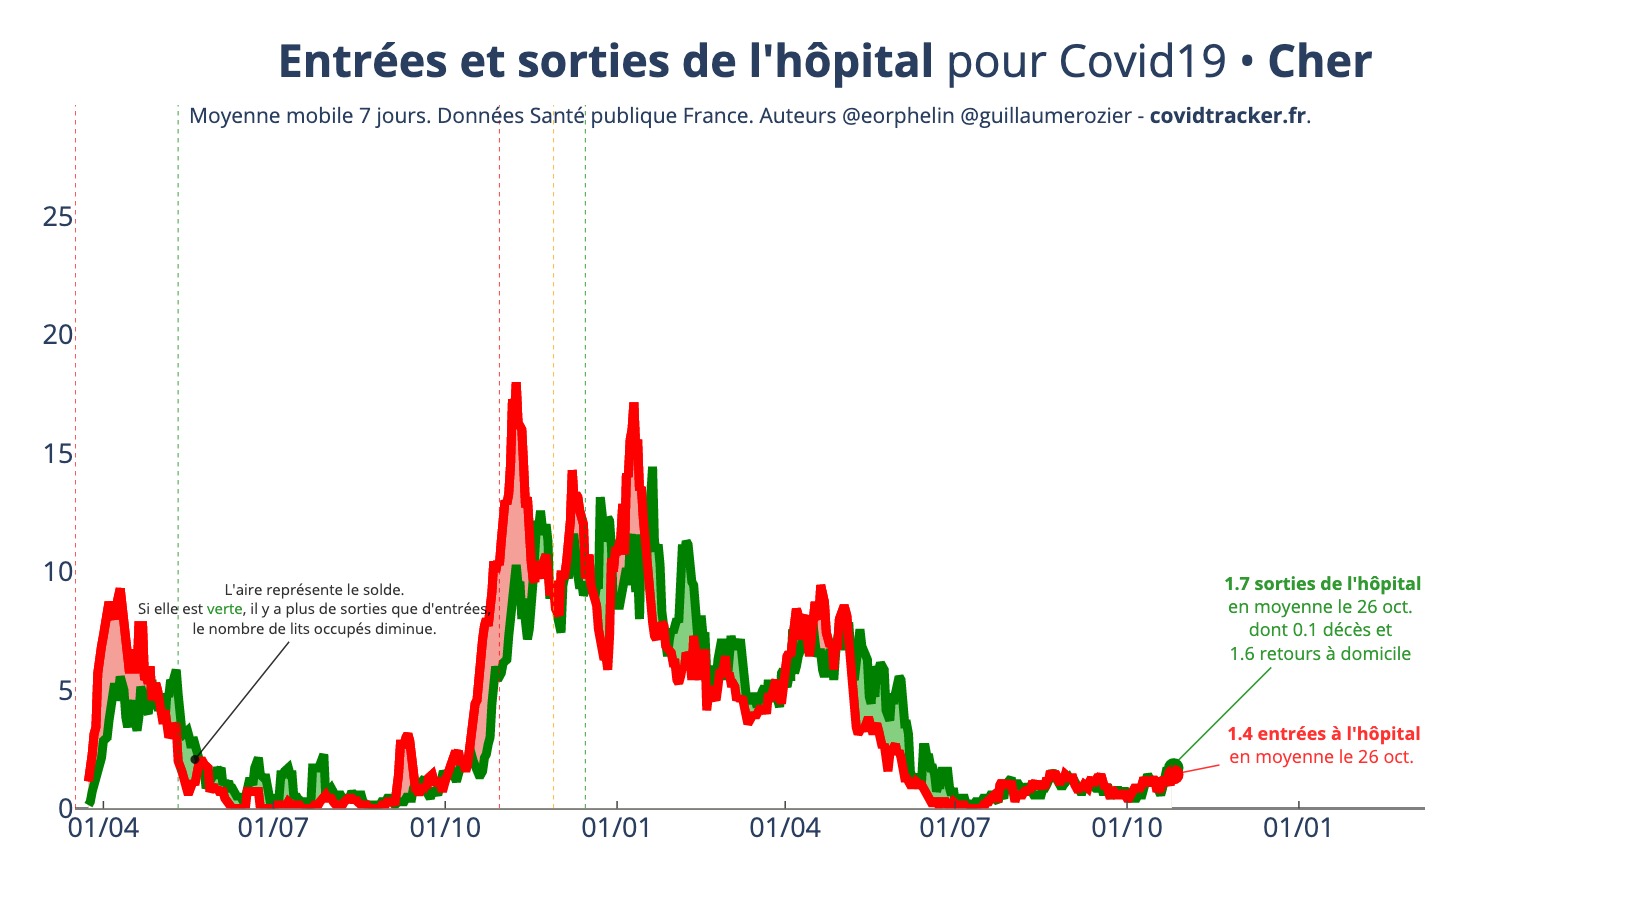 Entrées et sorties de l'hôpital pour Covid19 • Cher
Moyenne mobile 7 jours. Données Santé publique France. Auteurs @eorphelin @guillaumerozier - covidtracker.fr.
25
20
15
10
5
0
L'aire représente le solde.
Si elle est verte, il y a plus de sorties que d'entrées,
le nombre de lits occupés diminue.
1.7 sorties de l'hôpital
en moyenne le 26 oct.
dont 0.1 décès et
1.6 retours à domicile
1.4 entrées à l'hôpital
en moyenne le 26 oct.
01/04 01/07 01/10 01/01 01/04 01/07 01/10 01/01